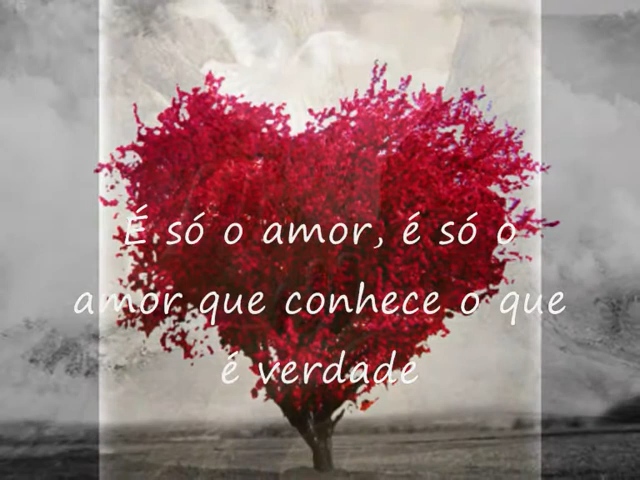 É só o amor, é só o
amor que conhece o que
é verdade